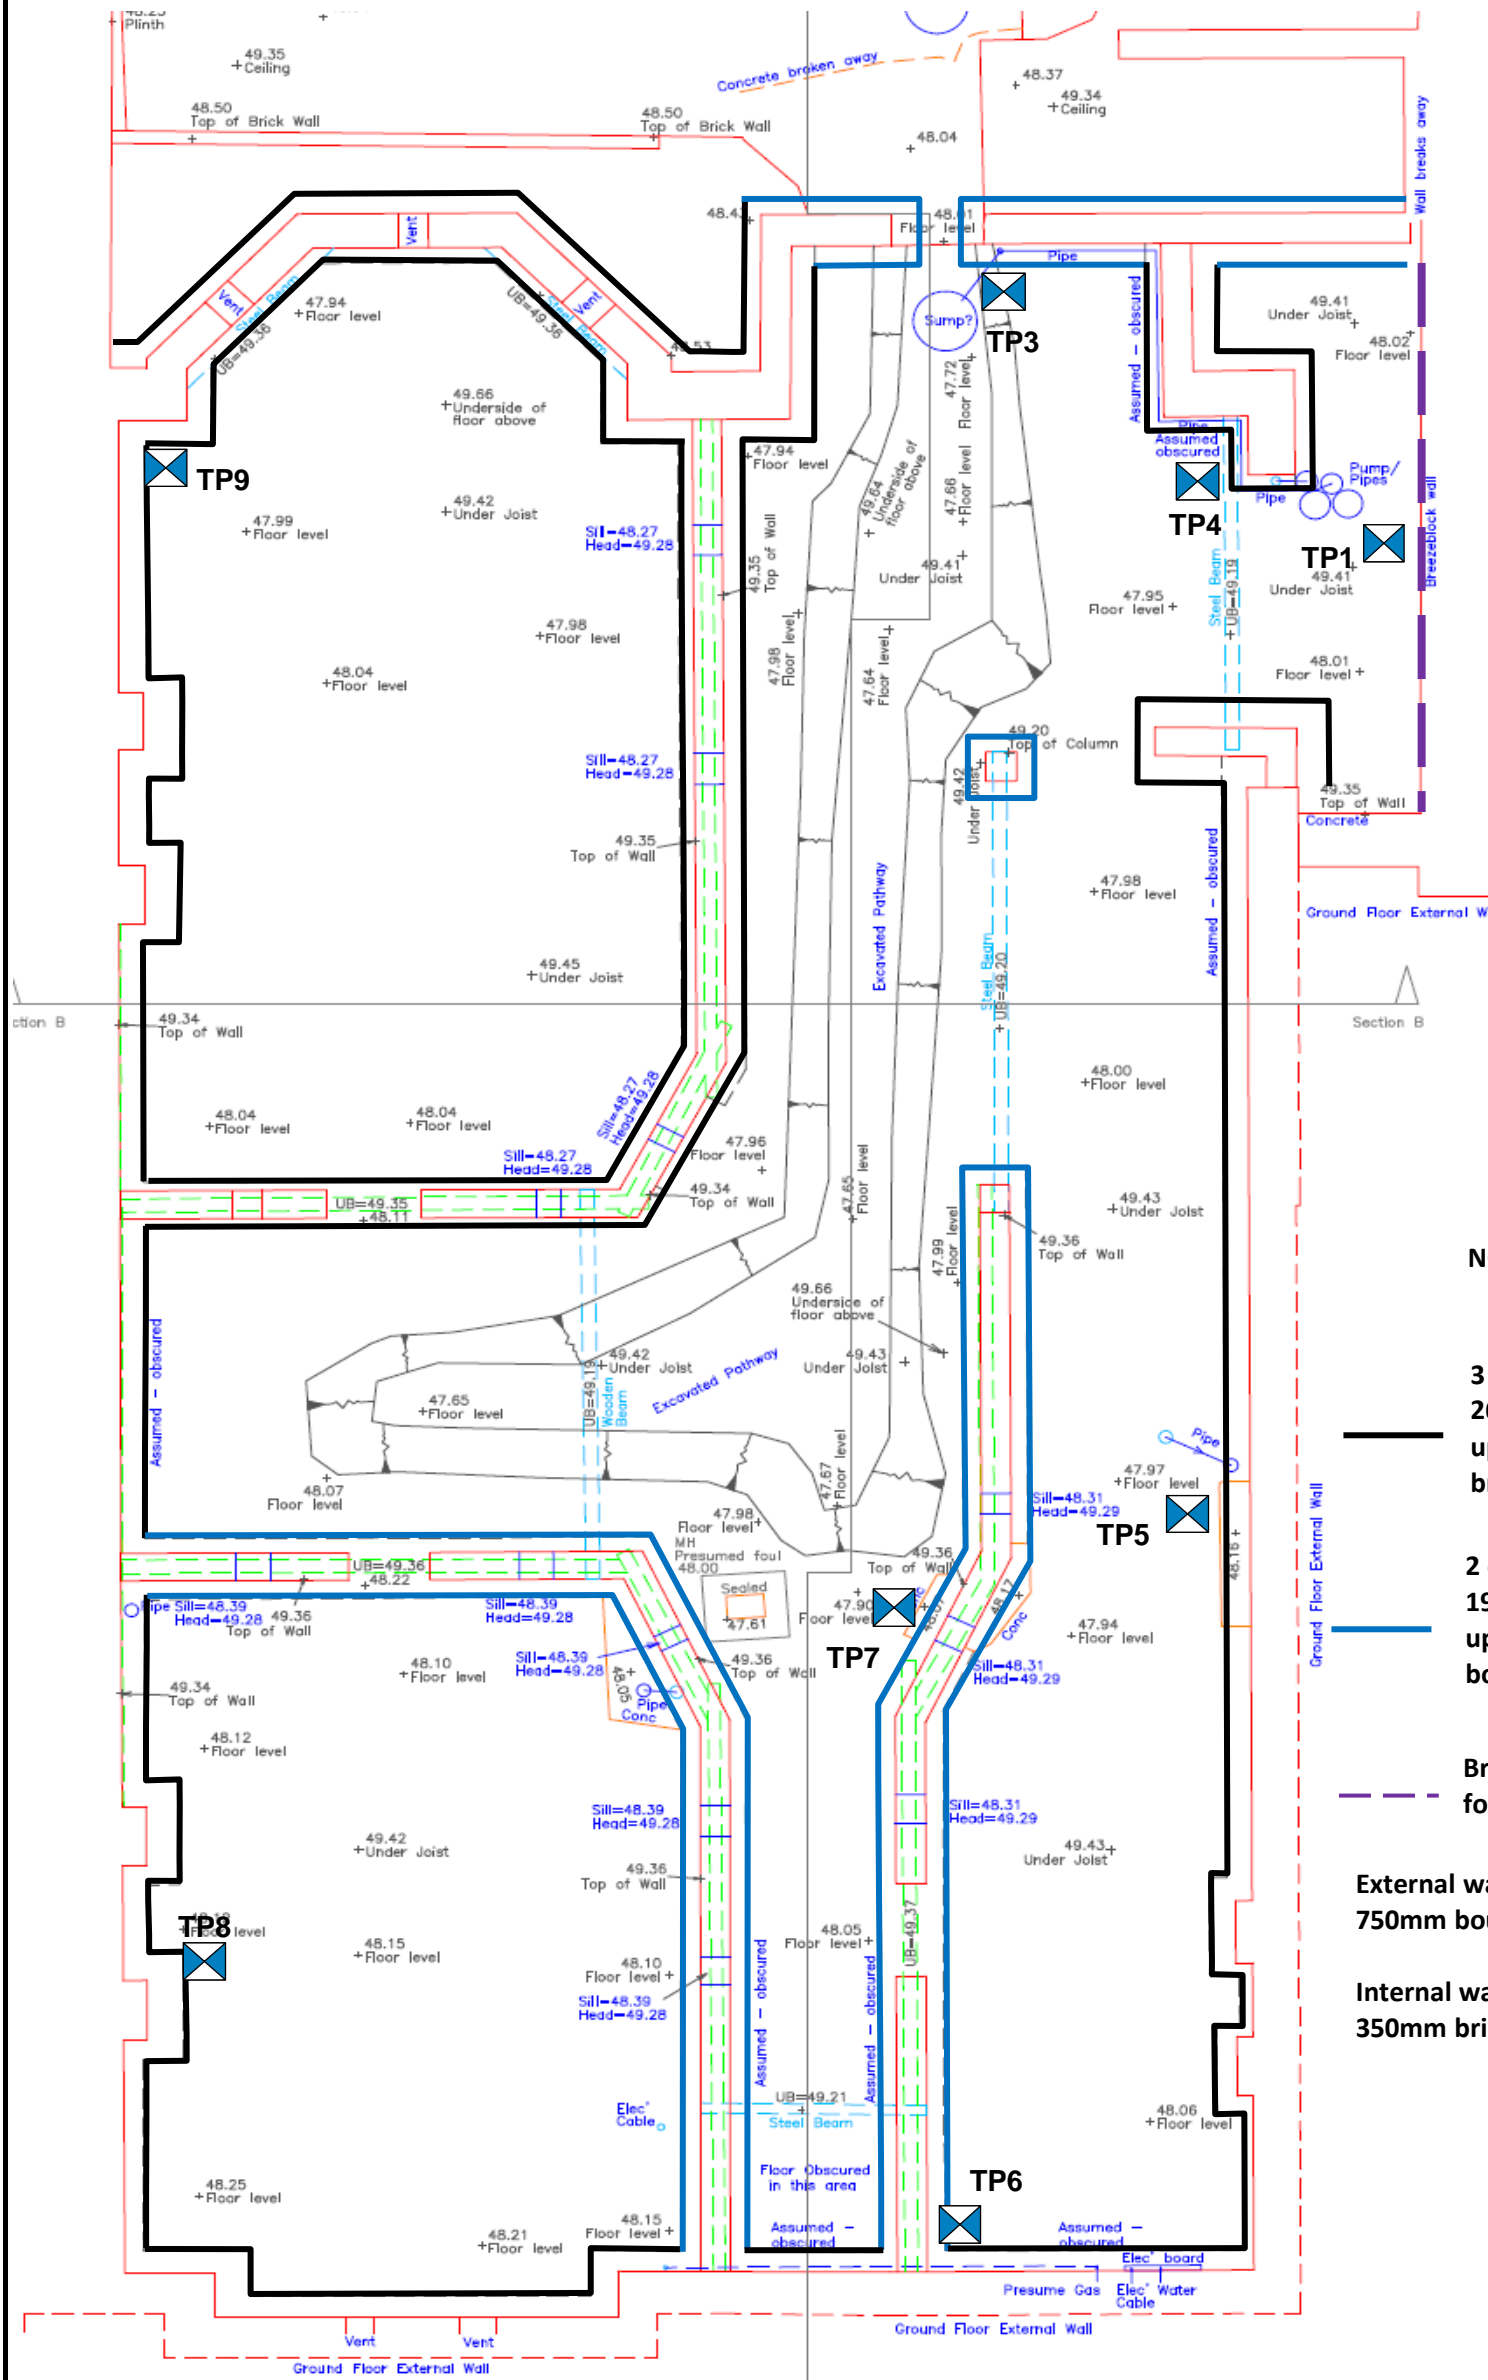 48.25
Plinth
49.35
Ceiling
Concrete broken away
48.37
49.34
Ceiling
48.50
Top of Brick Wall
48.50
Top of Brick Wall
48.04
Wall breaks away
Vent
48.01
Floor level
Pipe
Vent
Steel Beam
UB=49.36
47.94
Floor level
UB=49.36
Steel Beam
Vent
Sump?
TP3
Assumed - obscured
49.41
Under Joist
48.02
Floor level
49.66
Underside of
floor above
47.72
Floor level
Pipe
Assumed
obscured
47.94
Floor level
TP9
49.64
Underside of
floor above
47.66
Floor level
TP4
Pipe
Pump/
Pipes
49.42
Under Joist
47.99
Floor level
Sill=48.27
Head=49.28
49.35
Top of Wall
49.41
Under Joist
TP1
49.41
Under Joist
Breezeblock wall
Steel Beam
UB=49.19
47.95
Floor level
47.98
Floor level
47.98
Floor level
47.64
Floor level
48.04
Floor level
48.01
Floor level
49.20
Top of Column
49.42
Under Joist
Sill=48.27
Head=49.28
49.35
Top of Wall
Concrete
49.35
Top of Wall
Excavated Pathway
47.98
Floor level
Assumed - obscured
Ground Floor External W
49.45
Under Joist
Steel Beam
UB=49.20
ction B
49.34
Top of Wall
Section B
48.00
Floor level
Sill=48.27
Head=49.28
48.04
Floor level
48.04
Floor level
47.96
Floor level
Sill=48.27
Head=49.28
47.65
Floor level
49.34
Top of Wall
UB=49.35
48.11
49.43
Under Joist
49.36
Top of Wall
47.99
Floor level
N
49.66
Underside of
floor above
Assumed - obscured
49.42
Under Joist
49.43
Under Joist
Excavated Pathway
UB=49.19
Wooden
Beam
3
20
up
br
47.65
Floor level
Pipe
47.67
Floor level
47.97
Floor level
48.07
Floor level
Sill=48.31
Head=49.29
TP5
Ground Floor External Wall
48.16
47.98
Floor level
MH
Presumed foul
48.00
Sealed
47.61
49.36
Top of Wall
2
19
up
bo
UB=49.36
48.22
Pipe
Sill=48.39
Head=49.28
49.36
Top of Wall
Sill=48.39
Head=49.28
47.90
Floor level
48.17
Conc
47.94
Floor level
TP7
Sill=48.39
Head=49.28
49.36
Top of Wall
Sill=48.31
Head=49.29
48.10
Floor level
48.05
Pipe
Conc
49.34
Top of Wall
48.12
Floor level
Br
fo
Sill=48.39
Head=49.28
Sill=48.31
Head=49.29
49.42
Under Joist
49.43
Under Joist
49.36
Top of Wall
External wa
750mm bou
TP8
Floor level
48.05
Floor level
UB=49.37
48.15
Floor level
48.10
Floor level
Sill=48.39
Head=49.28
Assumed - obscured
Assumed - obscured
Internal wa
350mm bri
UB=49.21
Steel Beam
Elec'
Cable
48.06
Floor level
Floor Obscured
in this area
TP6
48.25
Floor level
48.15
Floor level
48.21
Floor level
Assumed -
obscured
Assumed -
obscured
Elec' board
Presume Gas
Elec'
Cable
Water
Ground Floor External Wall
Vent
Vent
Ground Floor External Wall